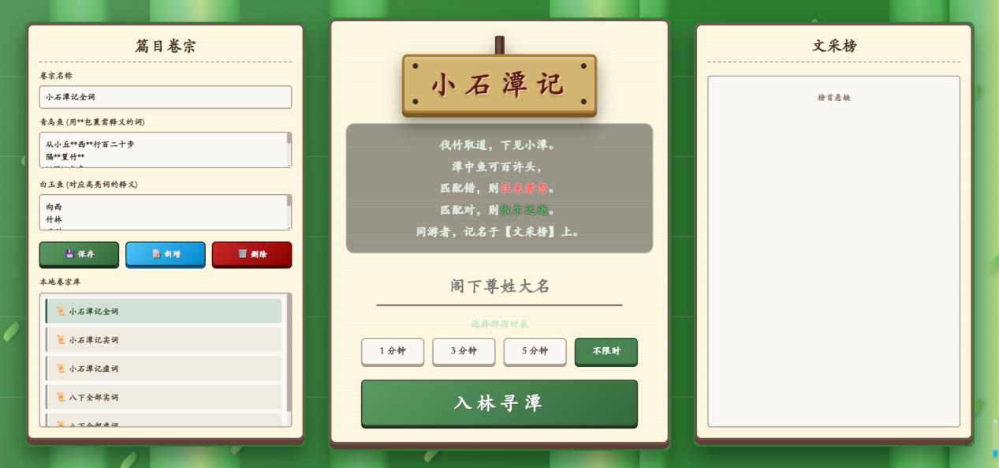 篇目卷宗
卷宗名称
小石潭记全词
青鸟鱼 (用**包裹需释义的词)
从小丘**西**行百二十步
隔**篁竹**
白玉鱼 (对应高亮词的释义)
向西
竹林
保存
新增
删除
本地卷宗库
小石潭记全词
小石潭记实词
小石潭记虚词
八下全部实词
八下全部虚词
小石潭记
伐竹取道，下见小潭。
潭中鱼可百许头，
匹配错，则往来翕忽。
匹配对，则俶尔远逝。
同游者，记名于【文采榜】上。
阁下尊姓大名
选择游历时辰
1 分钟
3 分钟
5 分钟
不限时
入林寻潭
文采榜
榜首悬缺